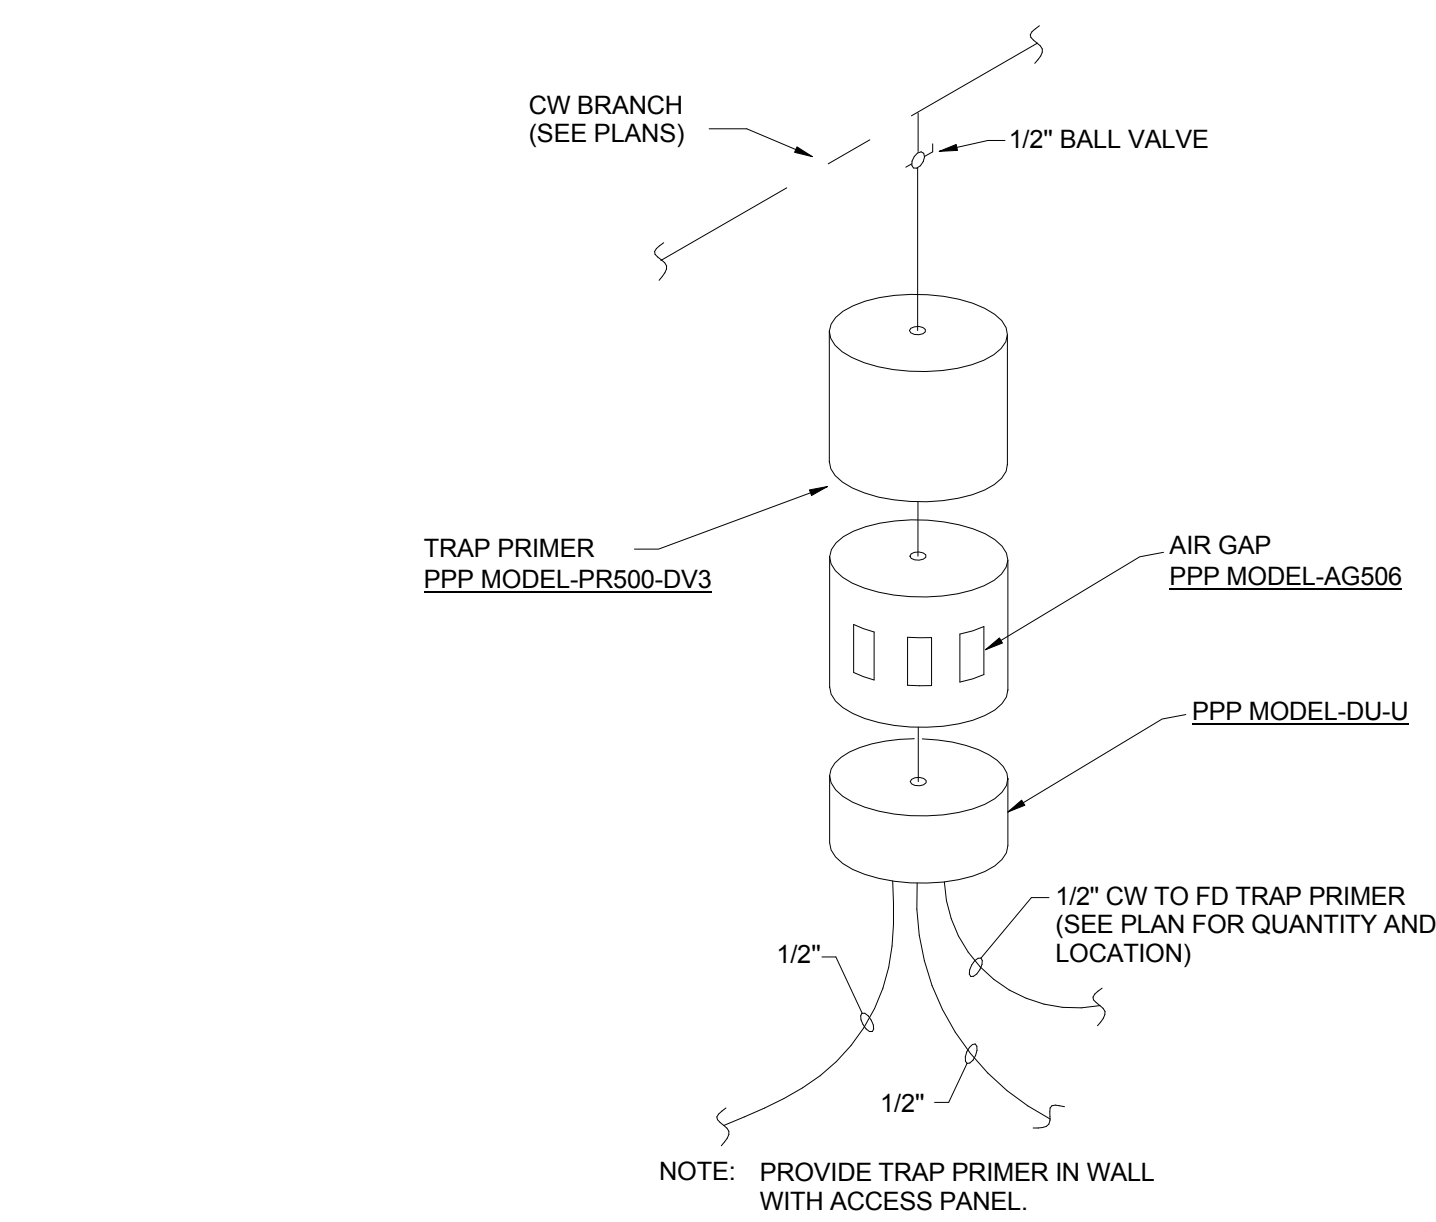 CW BRANCH
(SEE PLANS)
1/2" BALL VALVE
TRAP PRIMER
PPP MODEL-PR500-DV3
AIR GAP
PPP MODEL-AG506
PPP MODEL-DU-U
1/2" CW TO FD TRAP PRIMER
(SEE PLAN FOR QUANTITY AND
LOCATION)
1/2"
1/2"
NOTE: PROVIDE TRAP PRIMER IN WALL
WITH ACCESS PANEL.